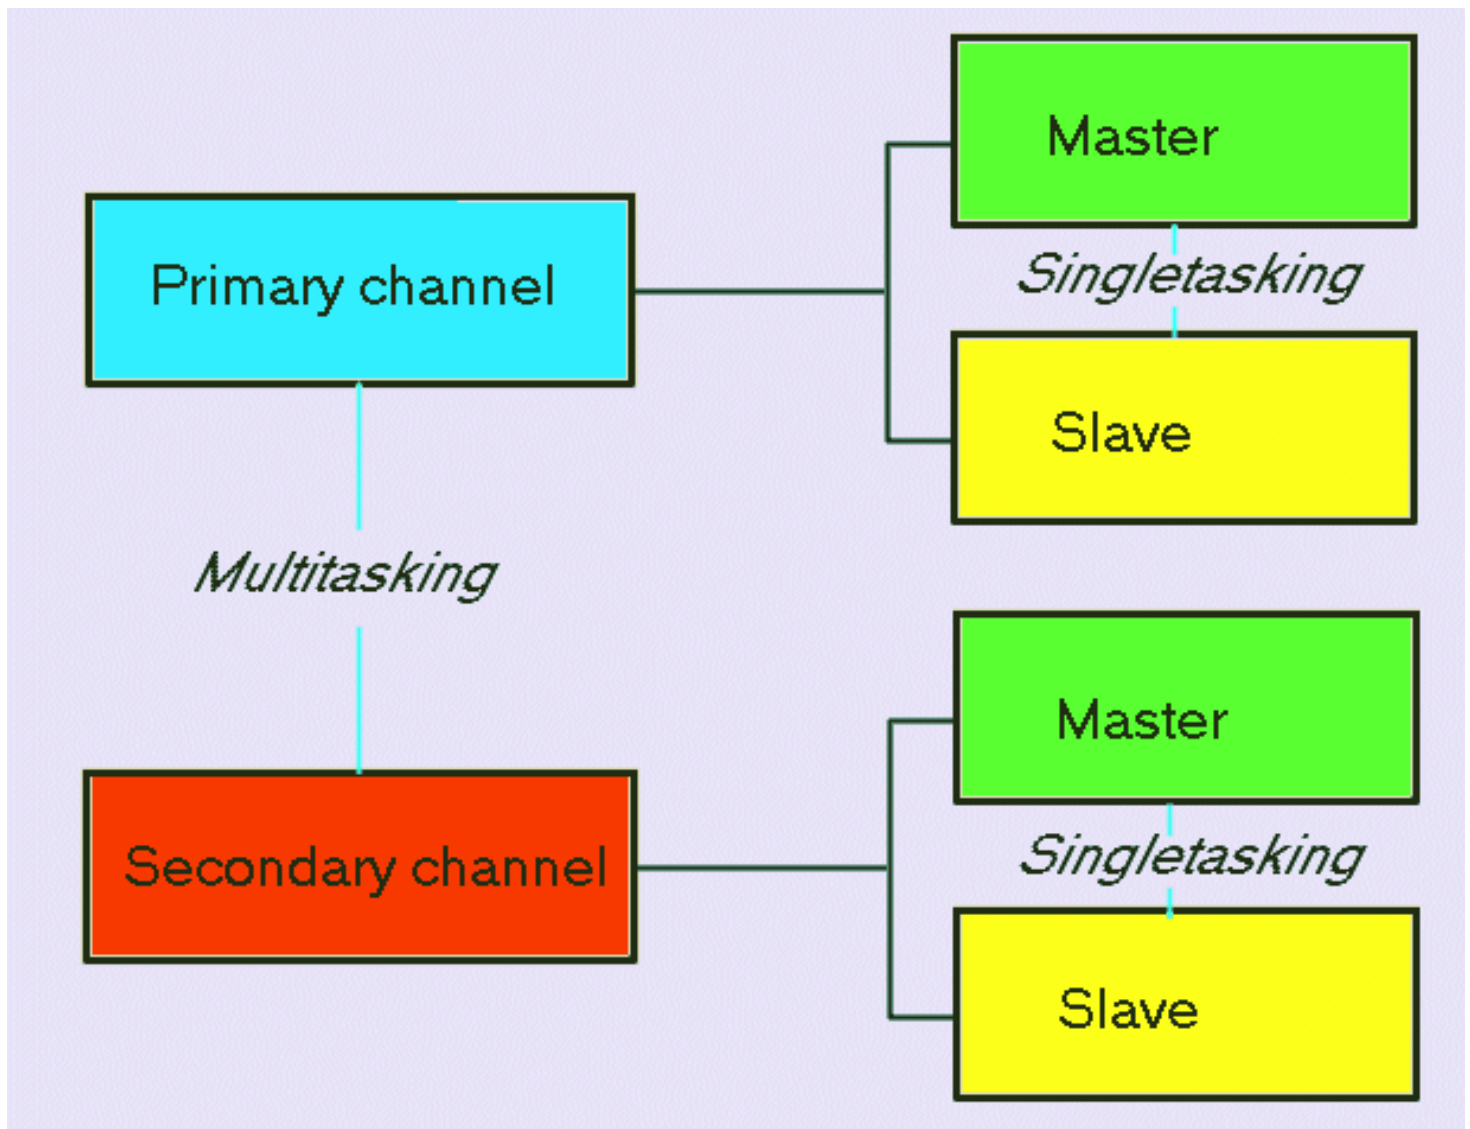 Master
Primary channel
Singletasking
Slave
Multitasking
Master
Secondary channel
Singletasking
Slave